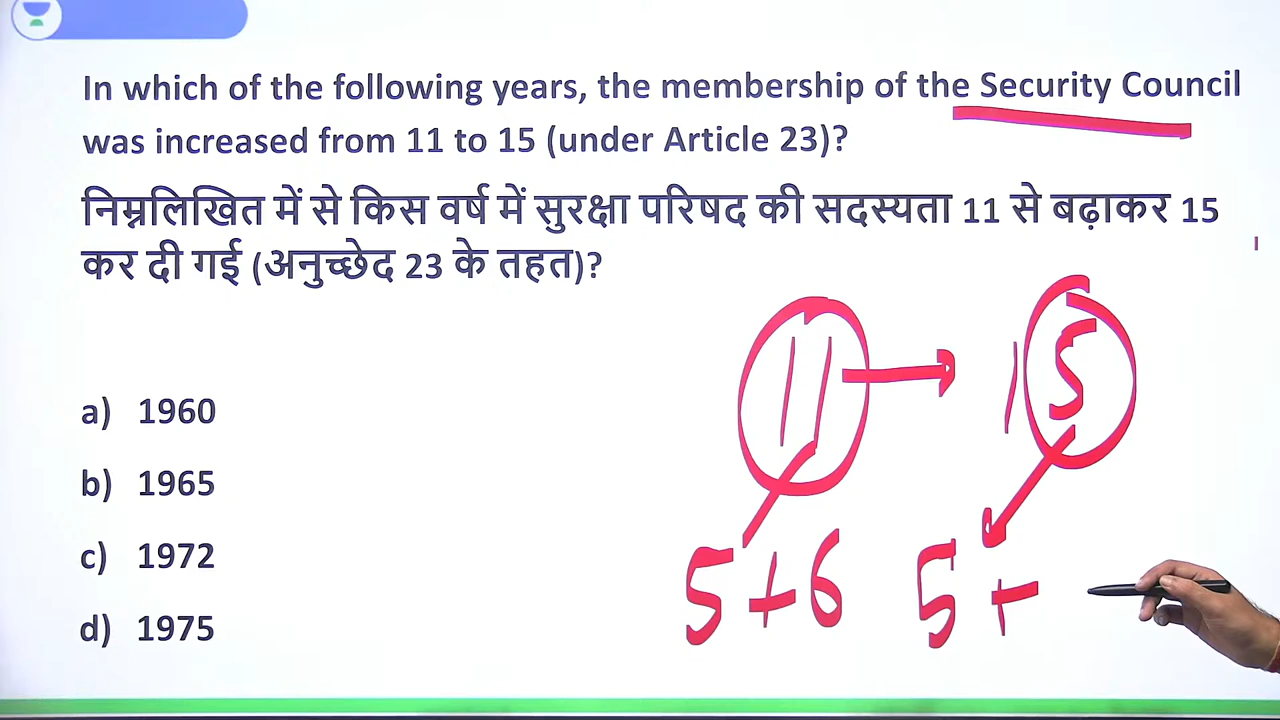 In which of the following years, the membership of the Security Council
was increased from 11 to 15 (under Article 23)?
निम्नलिखित में से किस वर्ष में सुरक्षा परिषद की सदस्यता 11 से बढ़ाकर 15
कर दी गई (अनुच्छेद 23 के तहत)?
11 → 15
a) 1960
b) 1965
c) 1972
5+6 5+
d) 1975